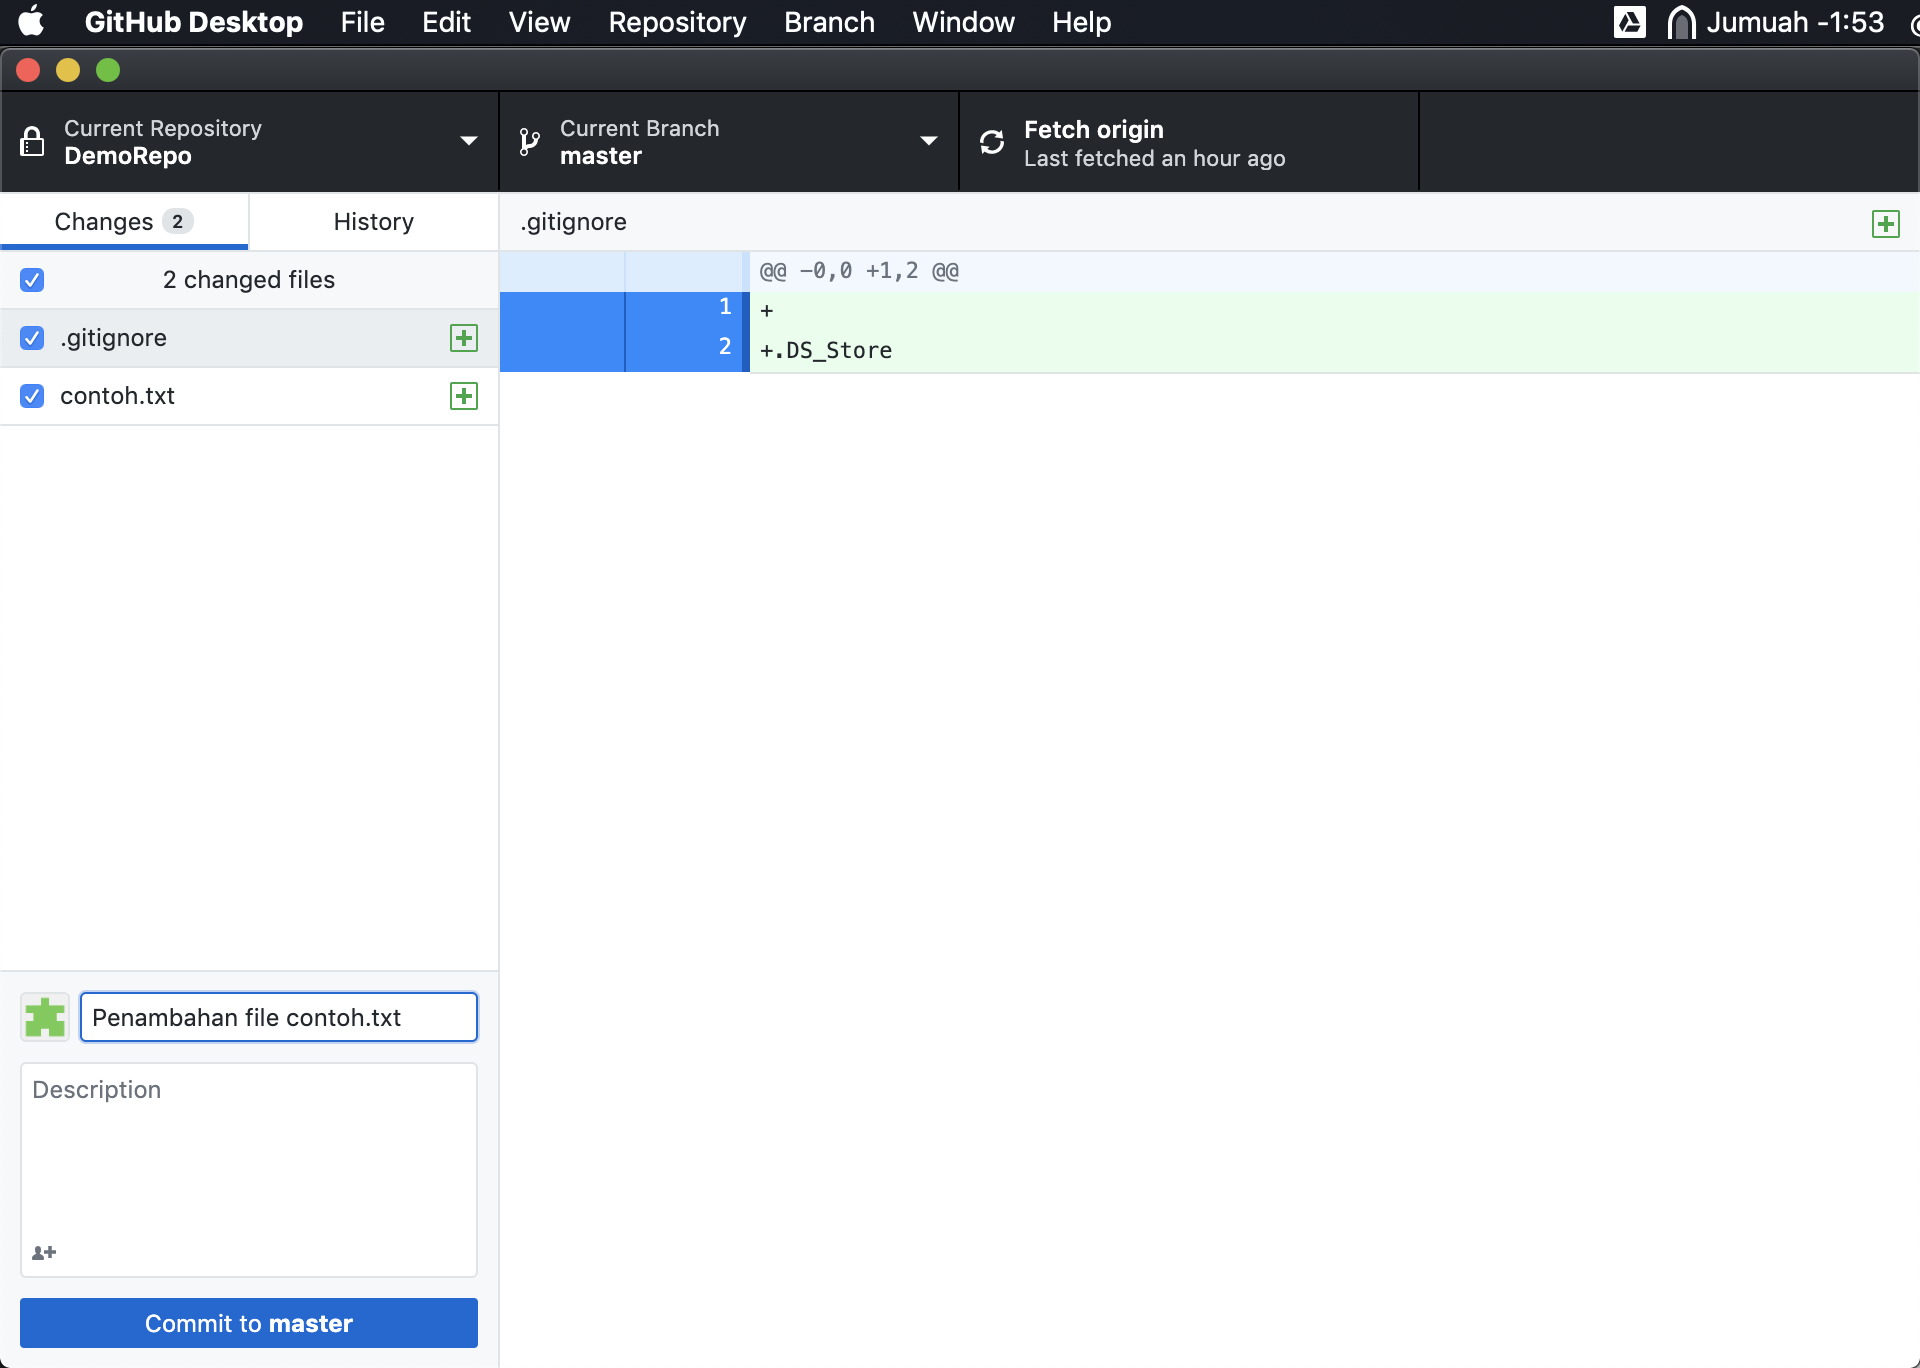 GitHub Desktop File Edit View Repository Branch Window Help Jumuah -1:53
Current Repository
DemoRepo
Current Branch
master
Fetch origin
Last fetched an hour ago
Changes 2
History
.gitignore
2 changed files
.gitignore
contoh.txt
@@ -0,0 +1,2 @@
1 +
2 +.DS_Store
Penambahan file contoh.txt
Description
Commit to master